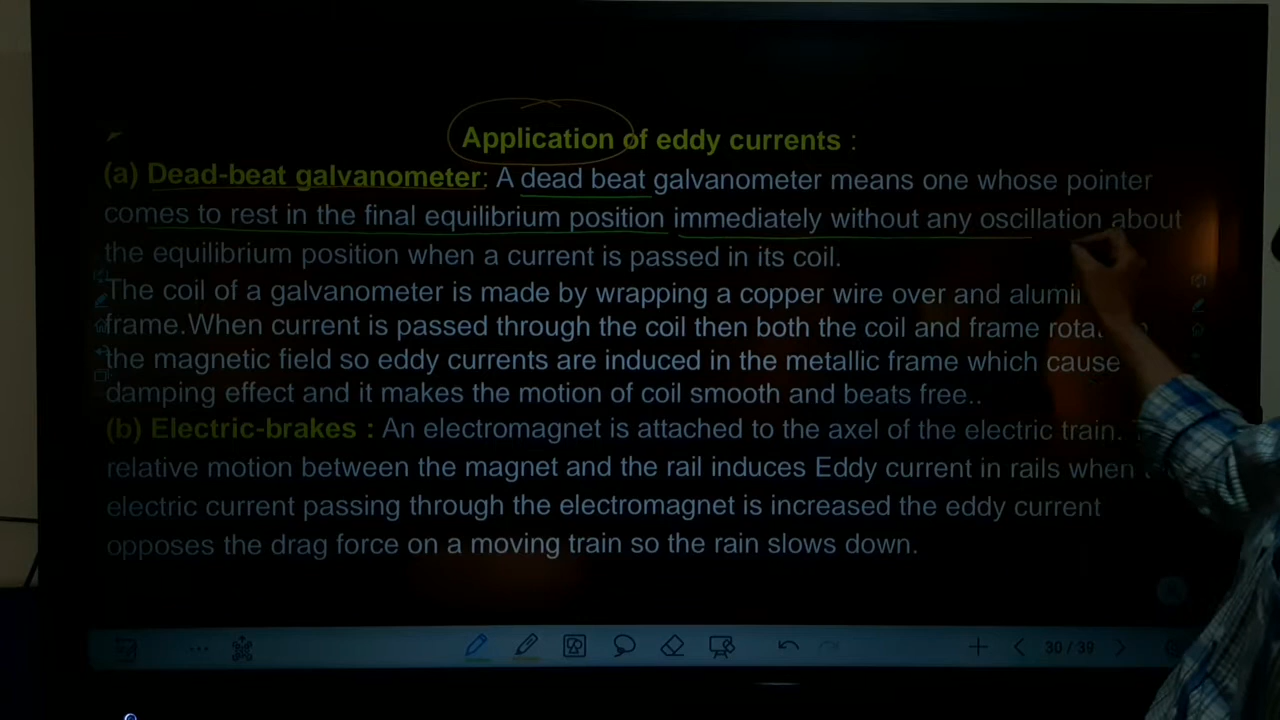 Application of eddy currents :
(a) Dead-beat galvanometer: A dead beat galvanometer means one whose pointer
comes to rest in the final equilibrium position immediately without any oscillation about
the equilibrium position when a current is passed in its coil.
The coil of a galvanometer is made by wrapping a copper wire over and
frame.When current is passed through the coil then both the coil and frame
the magnetic field so eddy currents are induced in the metallic frame which cause
damping effect and it makes the motion of coil smooth and beats free..
(b) Electric-brakes : An electromagnet is attached to the axel of the electric train.
relative motion between the magnet and the rail induces Eddy current in rails when
electric current passing through the electromagnet is increased the eddy current
opposes the drag force on a moving train so the rain slows down.
30 / 39